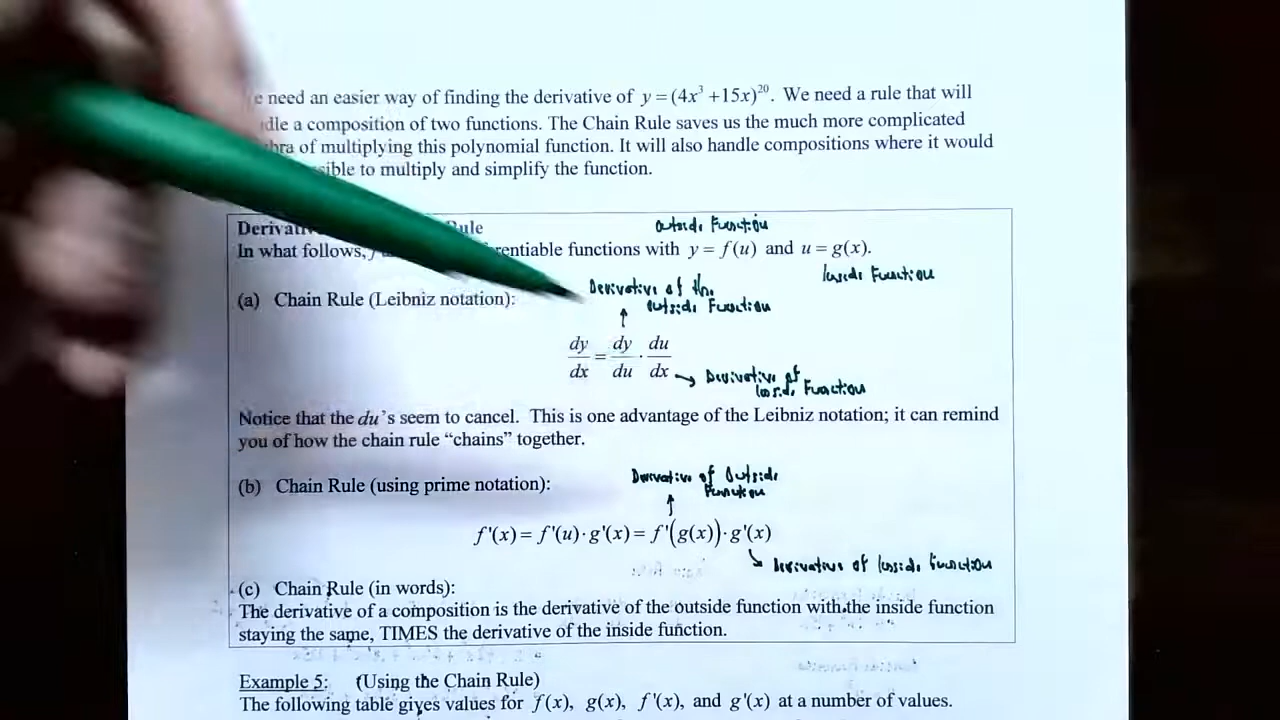 need an easier way of finding the derivative of y = (4x³ + 15x)²⁰. We need a rule that will
a composition of two functions. The Chain Rule saves us the much more complicated
of multiplying this polynomial function. It will also handle compositions where it would
to multiply and simplify the function.
Outside Function
In what follows, functions with y = f(u) and u = g(x).
Inside Function
Derivative of the
(a) Chain Rule (Leibniz notation):
outside Function
dy/dx = dy/du · du/dx
Derivative of
Inside Function
Notice that the du's seem to cancel. This is one advantage of the Leibniz notation; it can remind
you of how the chain rule “chains” together.
Derivative of Outside
(b) Chain Rule (using prime notation):
Function
f'(x) = f'(u) · g'(x) = f'(g(x)) · g'(x)
Derivative of Inside Function
(c) Chain Rule (in words):
The derivative of a composition is the derivative of the outside function with the inside function
staying the same, TIMES the derivative of the inside function.
Example 5: (Using the Chain Rule)
The following table gives values for f(x), g(x), f'(x), and g'(x) at a number of values.